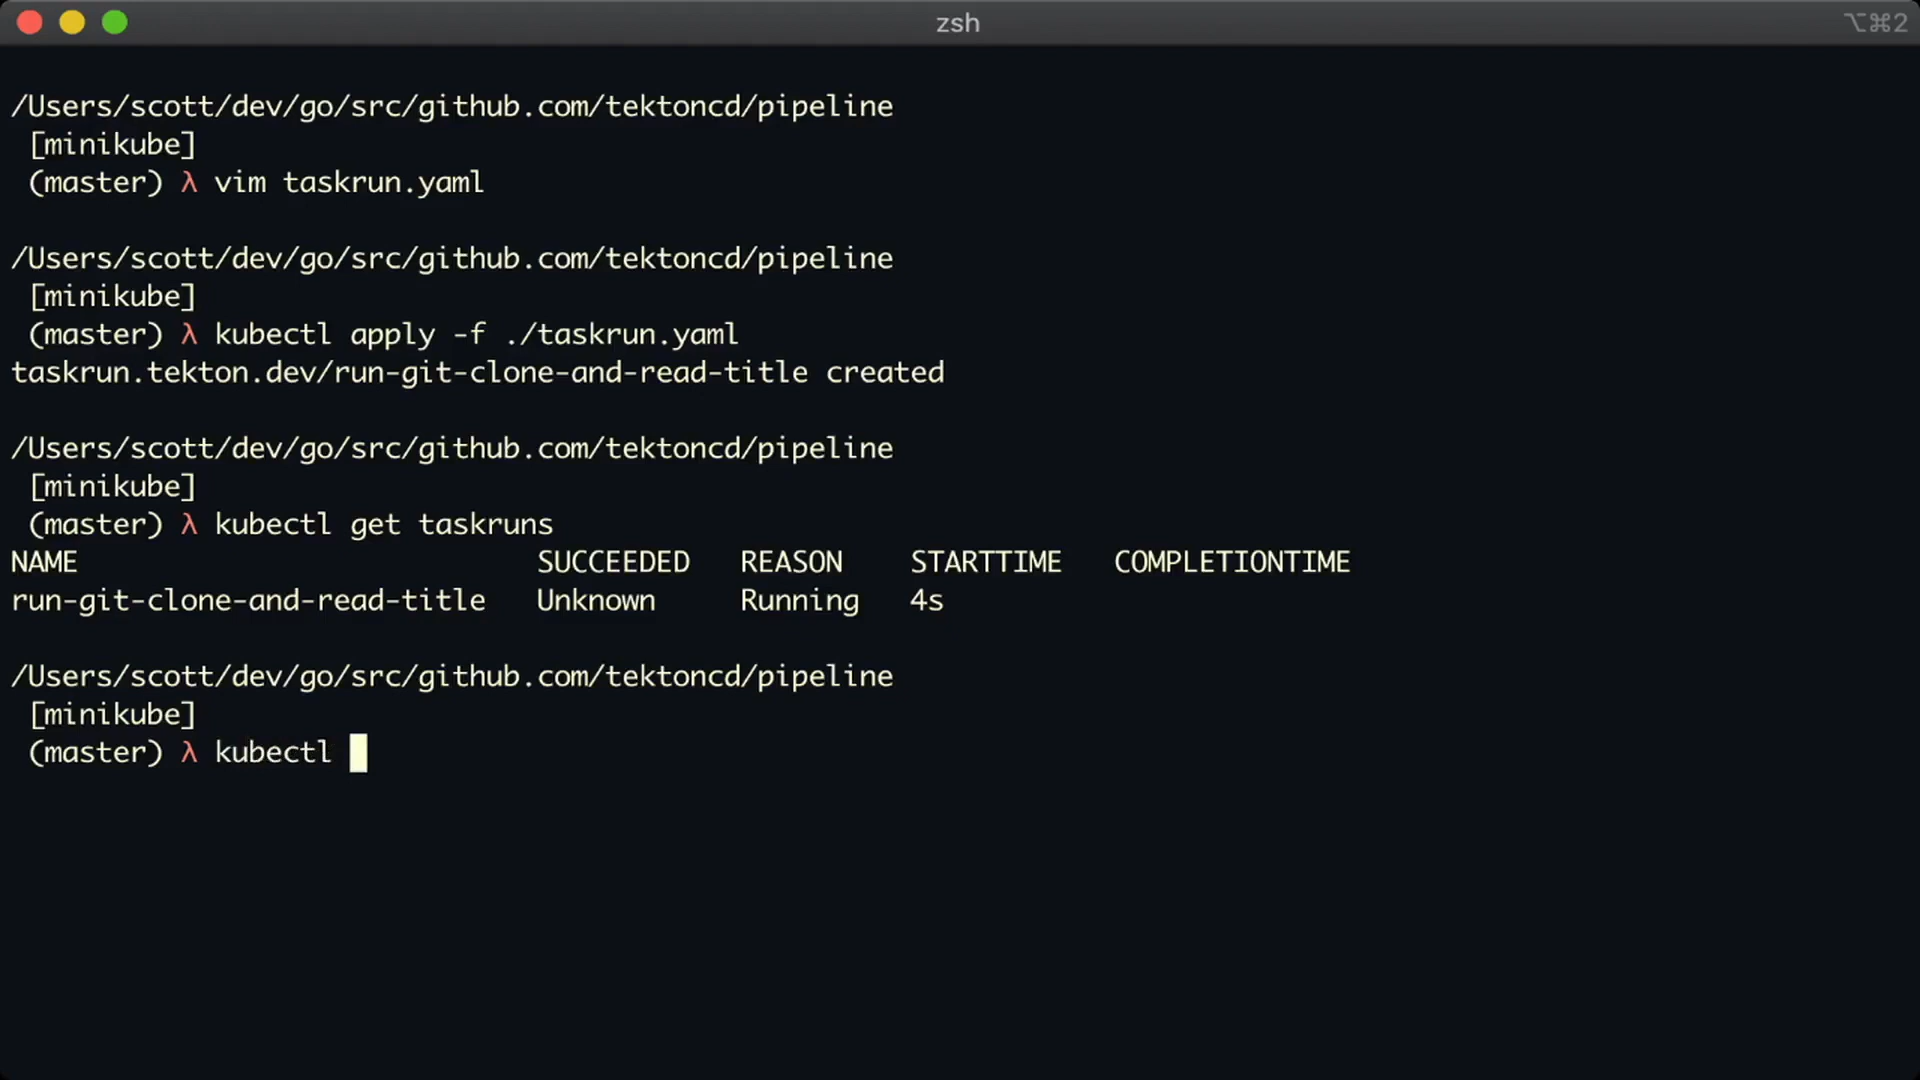 zsh
⌥⌘2
/Users/scott/dev/go/src/github.com/tektoncd/pipeline
[minikube]
(master) λ vim taskrun.yaml
/Users/scott/dev/go/src/github.com/tektoncd/pipeline
[minikube]
(master) λ kubectl apply -f ./taskrun.yaml
taskrun.tekton.dev/run-git-clone-and-read-title created
/Users/scott/dev/go/src/github.com/tektoncd/pipeline
[minikube]
(master) λ kubectl get taskruns
NAME SUCCEEDED REASON STARTTIME COMPLETIONTIME
run-git-clone-and-read-title Unknown Running 4s
/Users/scott/dev/go/src/github.com/tektoncd/pipeline
[minikube]
(master) λ kubectl